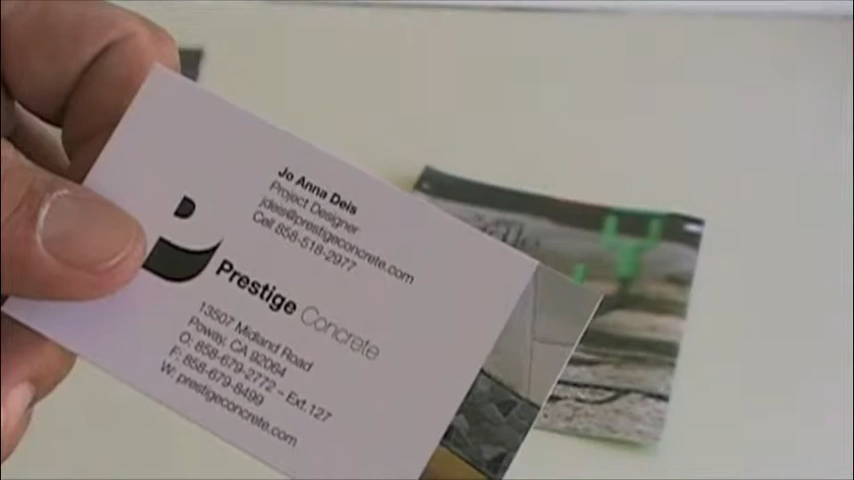 Jo Anna Deis
Project Designer
jdeis@prestigeconcrete.com
Cell 858-518-2977
Prestige Concrete
13507 Midland Road
Poway, CA 92064
O: 858-679-2772 - Ext.127
F: 858-679-8499
W: prestigeconcrete.com